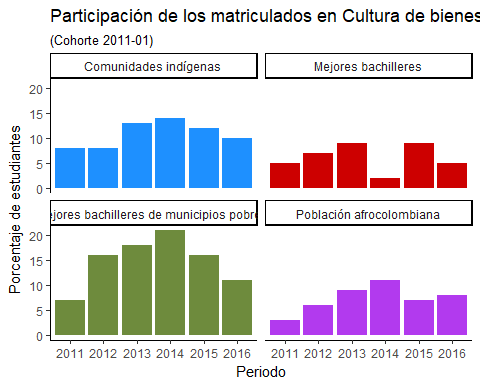 Participación de los matriculados en Cultura de bienes
(Cohorte 2011-01)
Comunidades indígenas
Mejores bachilleres
20
15
10
5
0
ejores bachilleres de municipios pobre
Población afrocolombiana
20
15
10
5
0
2011 2012 2013 2014 2015 2016
2011 2012 2013 2014 2015 2016
Porcentaje de estudiantes
Periodo